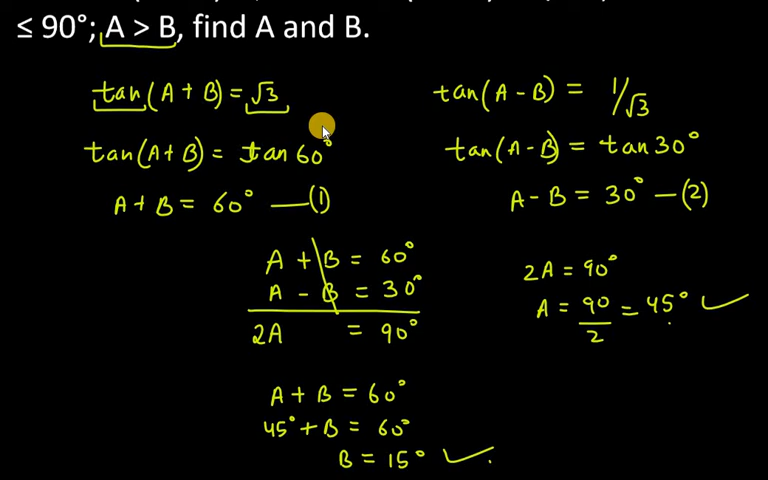 ≤ 90°; A > B, find A and B.
tan(A + B) = √3
tan(A+B) = tan 60°
A + B = 60° —(1)
tan(A - B) = 1/√3
tan(A - B) = tan 30°
A - B = 30° —(2)
A + B = 60°
A - B = 30°
2A = 90°
2A = 90°
A = 90/2 = 45° ✓
A + B = 60°
45° + B = 60°
B = 15° ✓